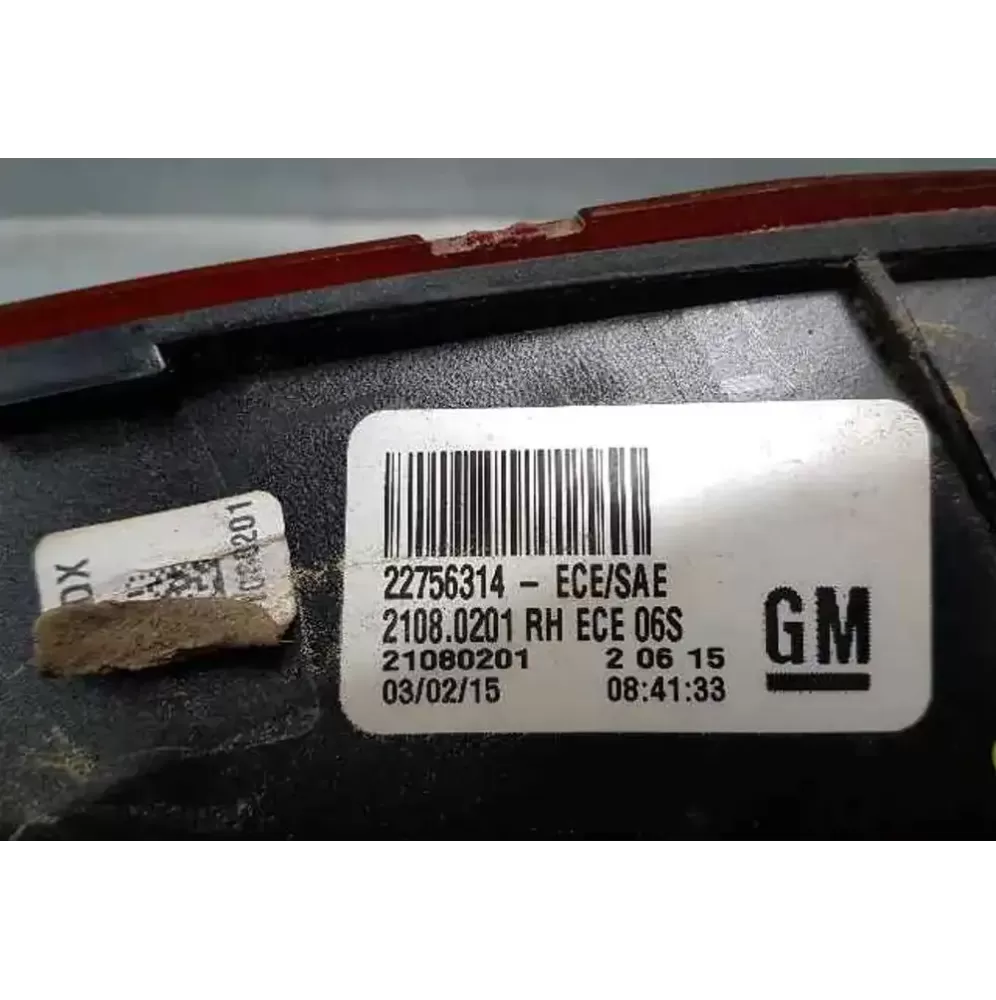 22756314 - ECE/SAE
2108.0201 RH ECE 06S
21080201 2 06 15
03/02/15 08:41:33
GM
DX